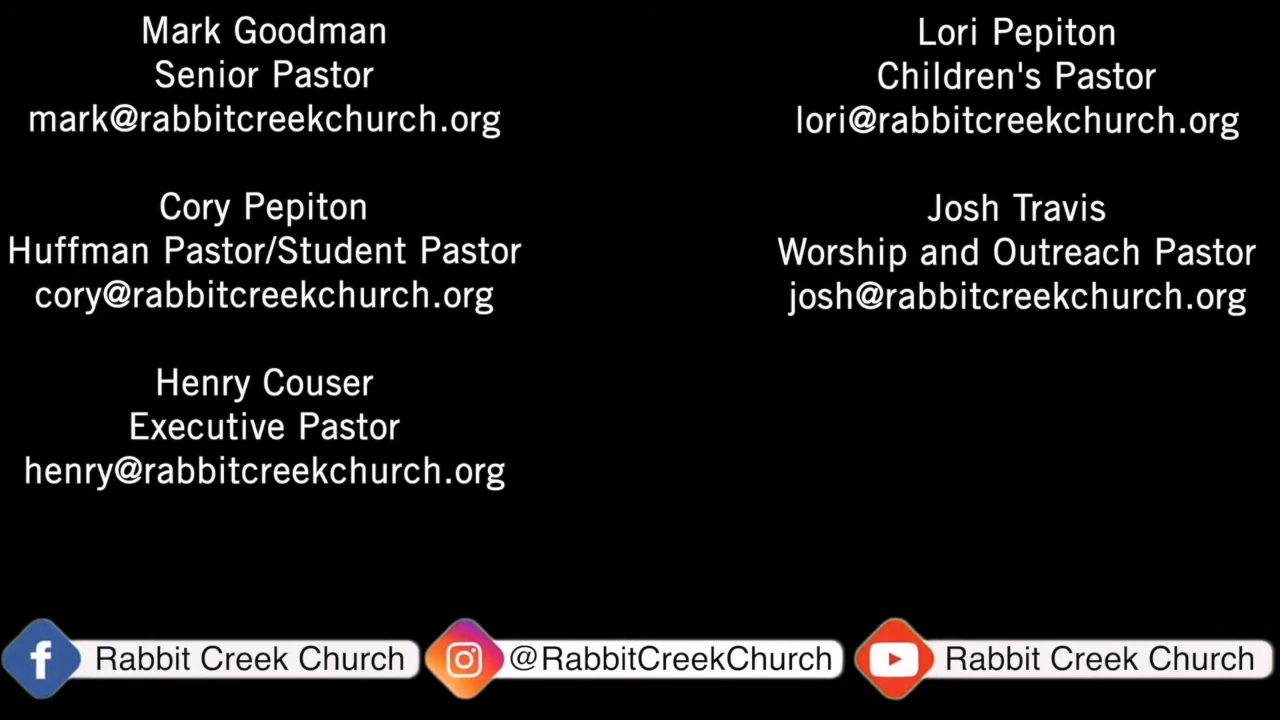 Mark Goodman
Senior Pastor
mark@rabbitcreekchurch.org
Cory Pepiton
Huffman Pastor/Student Pastor
cory@rabbitcreekchurch.org
Henry Couser
Executive Pastor
henry@rabbitcreekchurch.org
Lori Pepiton
Children's Pastor
lori@rabbitcreekchurch.org
Josh Travis
Worship and Outreach Pastor
josh@rabbitcreekchurch.org
Rabbit Creek Church
@RabbitCreekChurch
Rabbit Creek Church